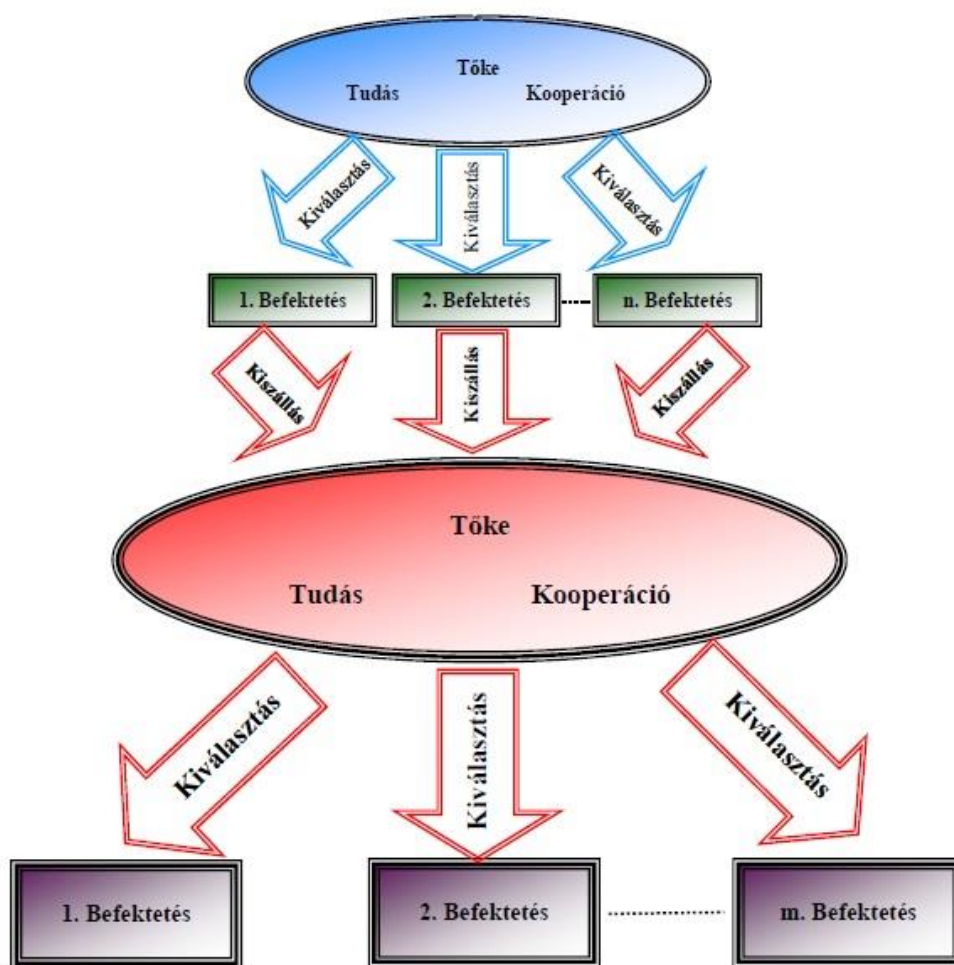 Tőke
Tudás Kooperáció
Kiválasztás Kiválasztás Kiválasztás
1. Befektetés 2. Befektetés n. Befektetés
Kiszállás Kiszállás Kiszállás
Tőke
Tudás Kooperáció
Kiválasztás Kiválasztás Kiválasztás
1. Befektetés 2. Befektetés m. Befektetés